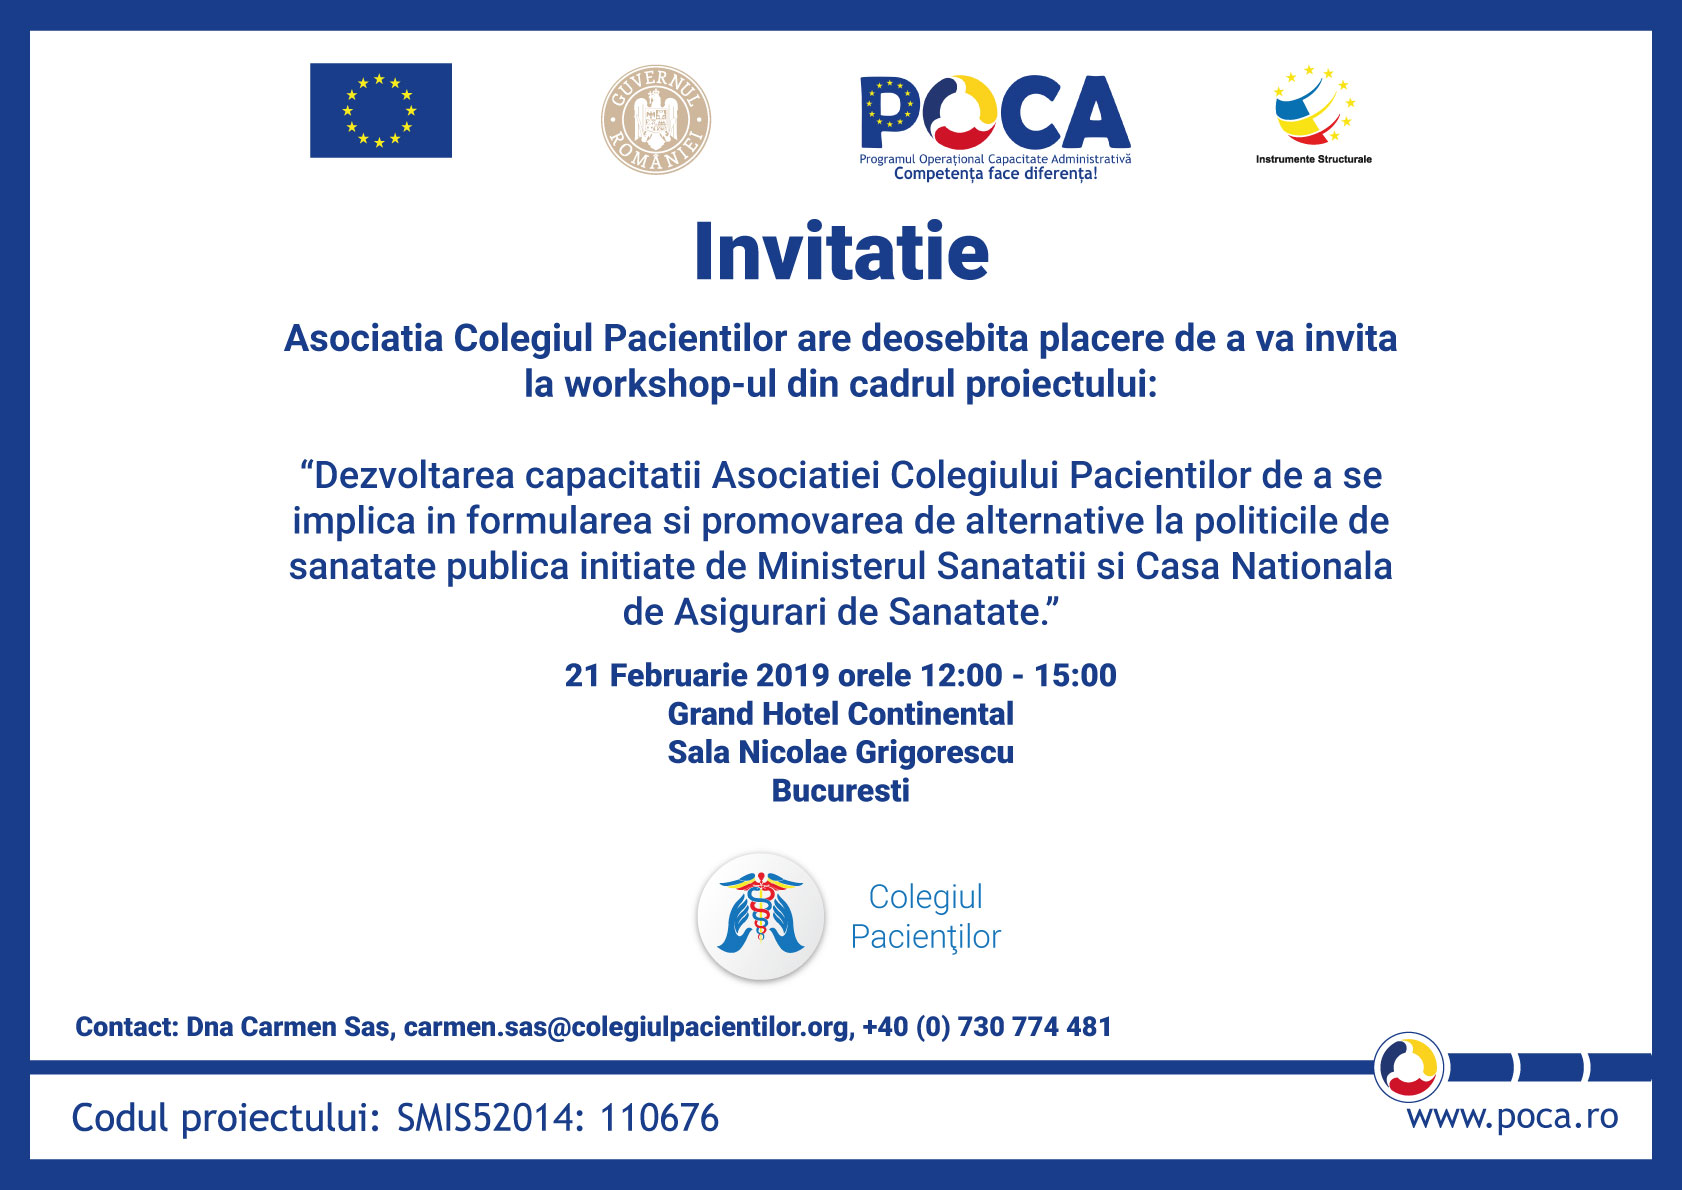 GUVERNUL ROMÂNIEI
POCA
Programul Operațional Capacitate Administrativă
Competența face diferența!
Instrumente Structurale
Invitatie
Asociatia Colegiul Pacientilor are deosebita placere de a va invita
la workshop-ul din cadrul proiectului:
“Dezvoltarea capacitatii Asociatiei Colegiului Pacientilor de a se
implica in formularea si promovarea de alternative la politicile de
sanatate publica initiate de Ministerul Sanatatii si Casa Nationala
de Asigurari de Sanatate.”
21 Februarie 2019 orele 12:00 - 15:00
Grand Hotel Continental
Sala Nicolae Grigorescu
Bucuresti
Colegiul
Pacienţilor
Contact: Dna Carmen Sas, carmen.sas@colegiulpacientilor.org, +40 (0) 730 774 481
Codul proiectului: SMIS52014: 110676
www.poca.ro